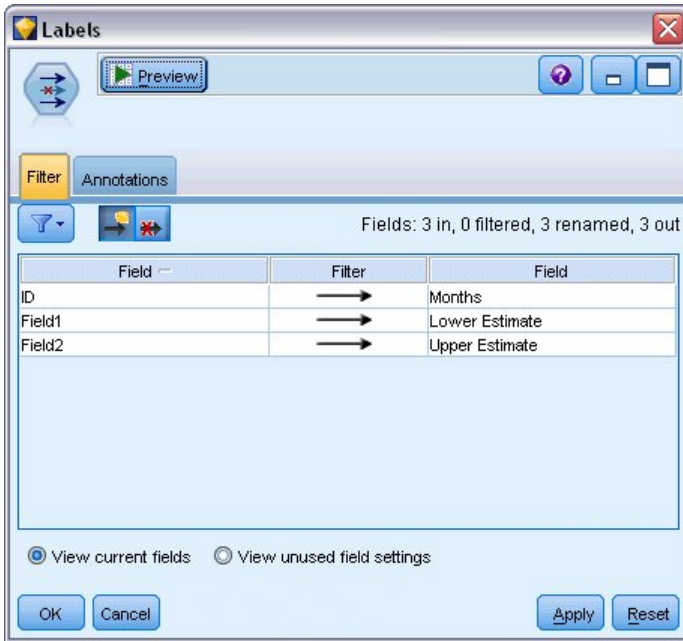 Labels
Preview
Filter Annotations
Fields: 3 in, 0 filtered, 3 renamed, 3 out
Field Filter Field
ID Months
Field1 Lower Estimate
Field2 Upper Estimate
View current fields View unused field settings
OK Cancel Apply Reset